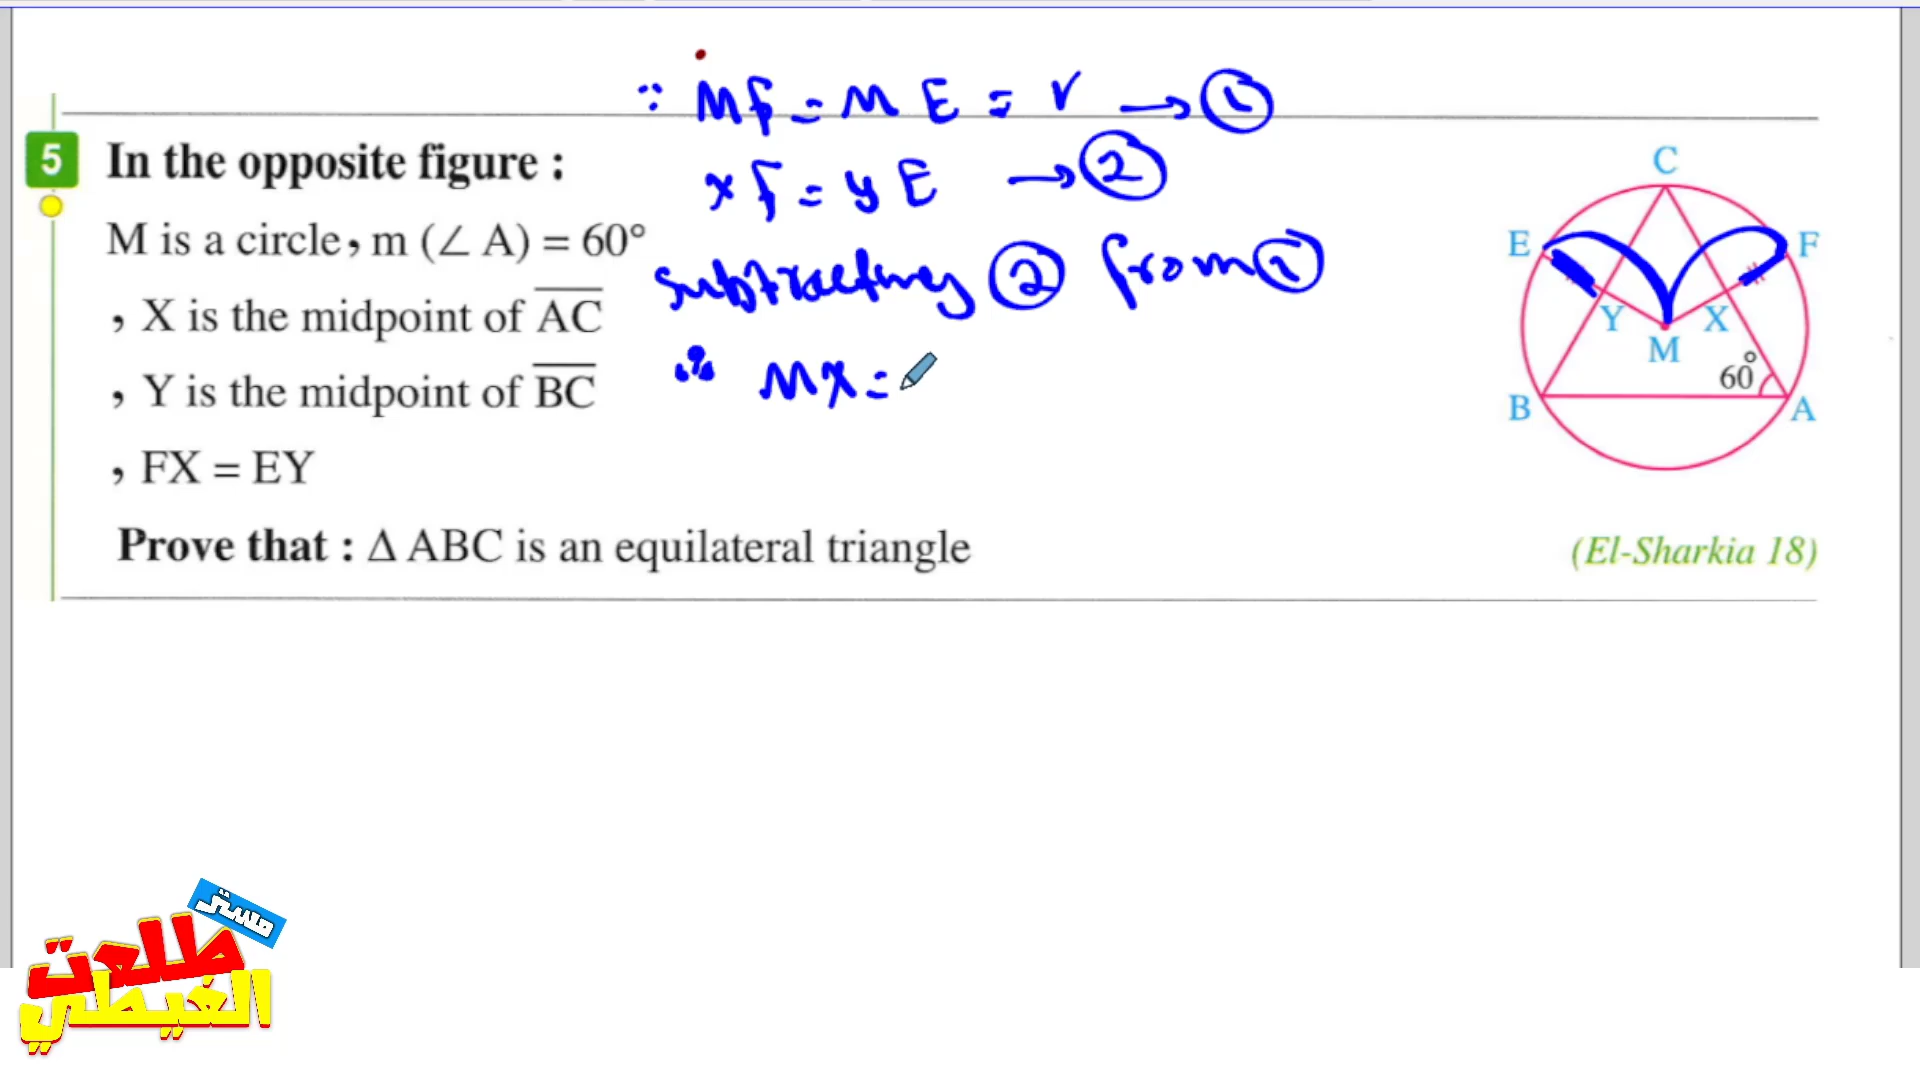 ∵ MF = ME = r → ①
5 In the opposite figure :
XF = YE → ②
M is a circle , m (∠ A) = 60°
subtracting ② from ①
, X is the midpoint of A͞C͞
∴ MX =
, Y is the midpoint of B͞C͞
, FX = EY
Prove that : Δ ABC is an equilateral triangle
(El-Sharkia 18)
C
E
F
Y
X
M
60°
B
A
مستر
طلعت
الغيطي